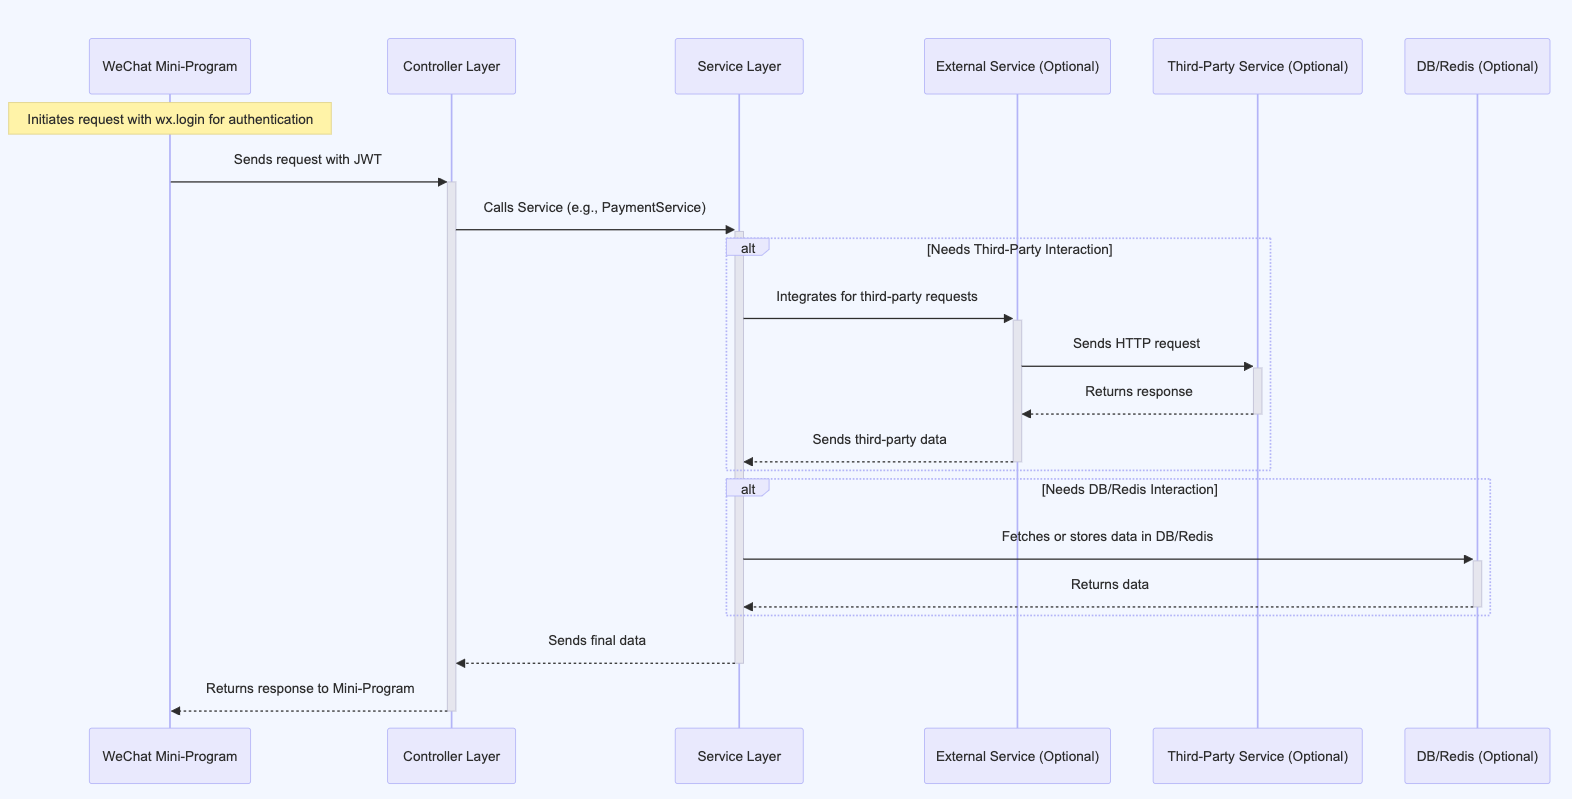 WeChat Mini-Program
Controller Layer
Service Layer
External Service (Optional)
Third-Party Service (Optional)
DB/Redis (Optional)
Initiates request with wx.login for authentication
Sends request with JWT
Calls Service (e.g., PaymentService)
alt
[Needs Third-Party Interaction]
Integrates for third-party requests
Sends HTTP request
Returns response
Sends third-party data
alt
[Needs DB/Redis Interaction]
Fetches or stores data in DB/Redis
Returns data
Sends final data
Returns response to Mini-Program
WeChat Mini-Program
Controller Layer
Service Layer
External Service (Optional)
Third-Party Service (Optional)
DB/Redis (Optional)